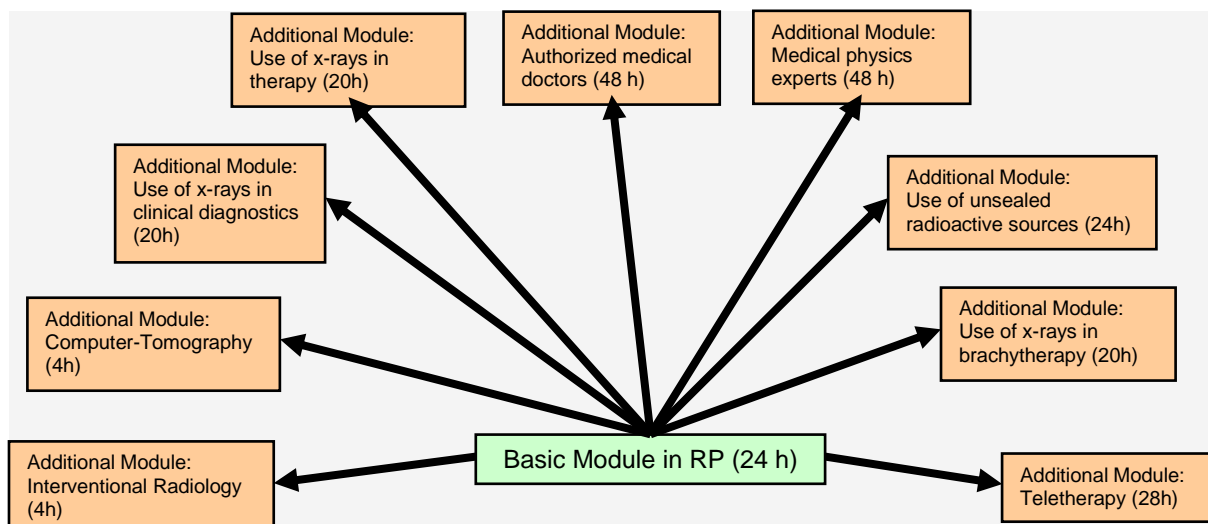 Additional Module:
Use of x-rays in
therapy (20h)
Additional Module:
Authorized medical
doctors (48 h)
Additional Module:
Medical physics
experts (48 h)
Additional Module:
Use of x-rays in
clinical diagnostics
(20h)
Additional Module:
Use of unsealed
radioactive sources (24h)
Additional Module:
Computer-Tomography
(4h)
Additional Module:
Use of x-rays in
brachytherapy (20h)
Additional Module:
Interventional Radiology
(4h)
Basic Module in RP (24 h)
Additional Module:
Teletherapy (28h)